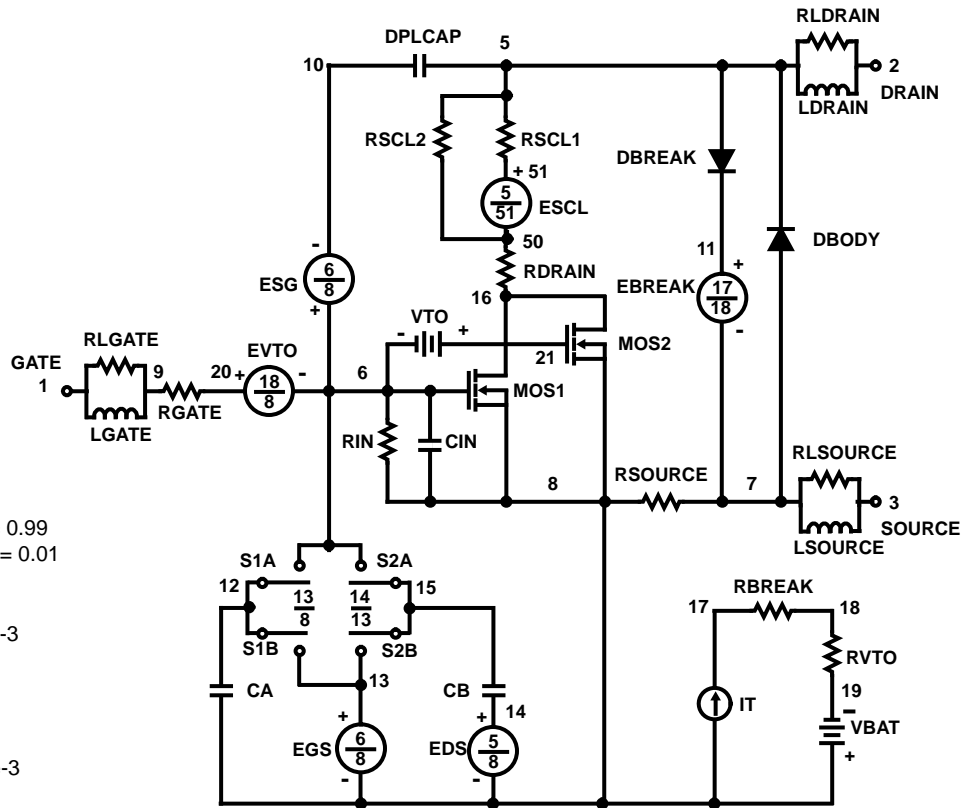 RLDRAIN
DPLCAP
5
10
2
DRAIN
LDRAIN
RSCL2
RSCL1
DBREAK
+ 51
5
51
ESCL
50
DBODY
-
11
+
ESG
6
8
+
RDRAIN
16
EBREAK
17
18
-
VTO
-
+
MOS2
21
GATE
1
RLGATE
9
LGATE
RGATE
20
EVTO
+
18
8
-
6
MOS1
RIN
CIN
RLSOURCE
8
RSOURCE
7
3
SOURCE
LSOURCE
0.99
= 0.01
S1A
S2A
12
13
8
14
13
15
-3
S1B
S2B
13
CA
CB
14
+
EGS
6
8
-
+
EDS
5
8
-
RBREAK
17
18
RVTO
19
IT
-
VBAT
+
-3